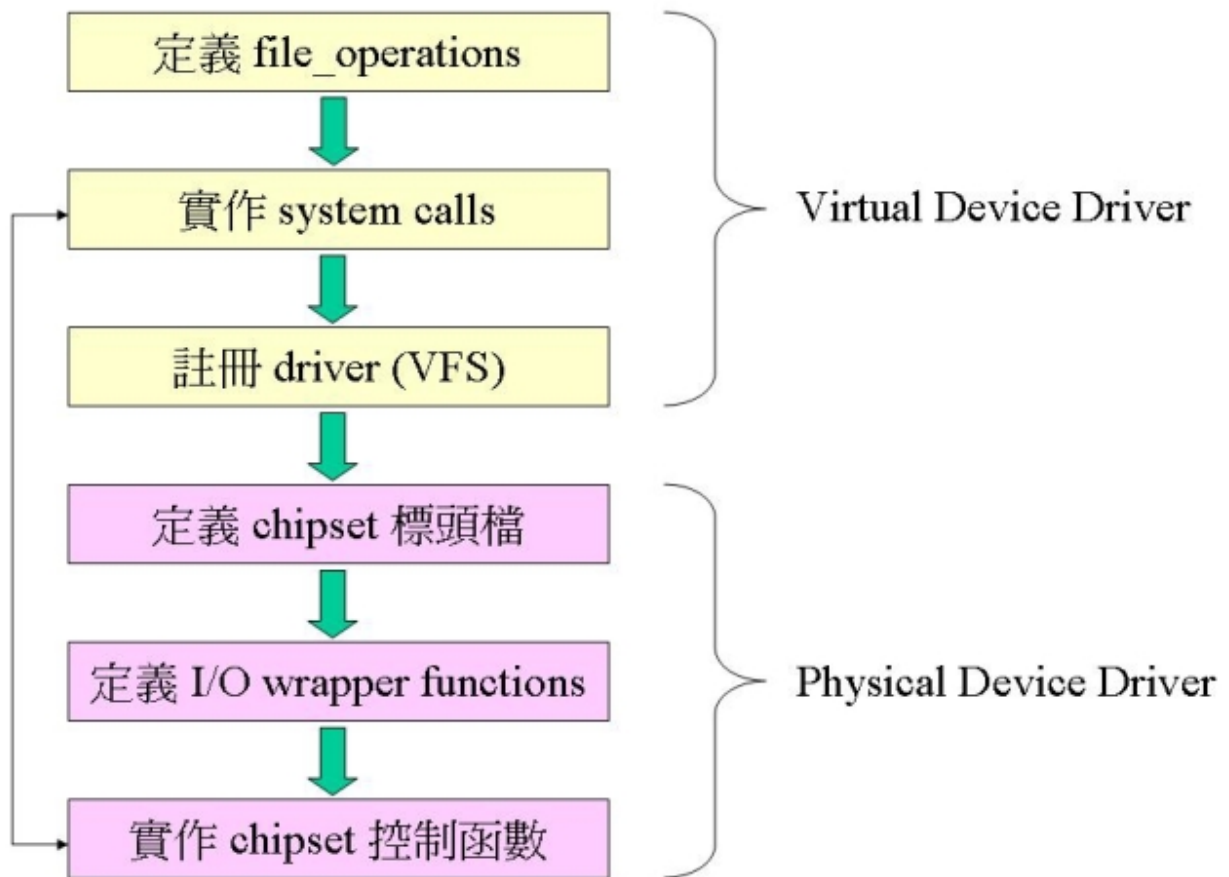 定義 file_operations
實作 system calls
Virtual Device Driver
註冊 driver (VFS)
定義 chipset 標頭檔
定義 I/O wrapper functions
Physical Device Driver
實作 chipset 控制函數